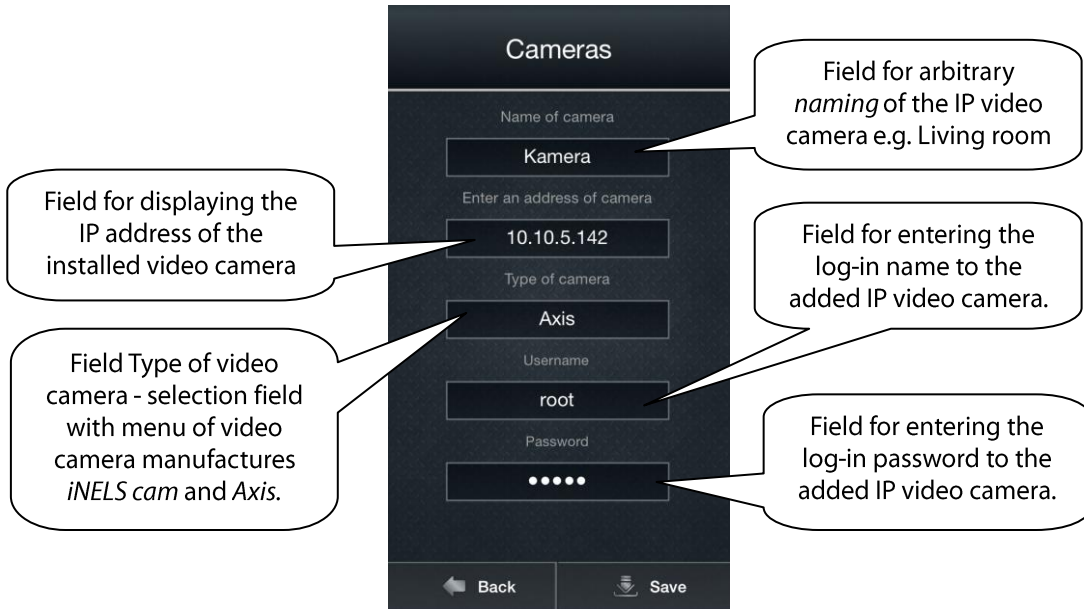 Cameras
Name of camera
Kamera
Enter an address of camera
10.10.5.142
Type of camera
Axis
Username
root
Password
•••••
Back
Save
Field for displaying the
IP address of the
installed video camera
Field Type of video
camera - selection field
with menu of video
camera manufactures
iNELS cam and Axis.
Field for arbitrary
naming of the IP video
camera e.g. Living room
Field for entering the
log-in name to the
added IP video camera.
Field for entering the
log-in password to the
added IP video camera.